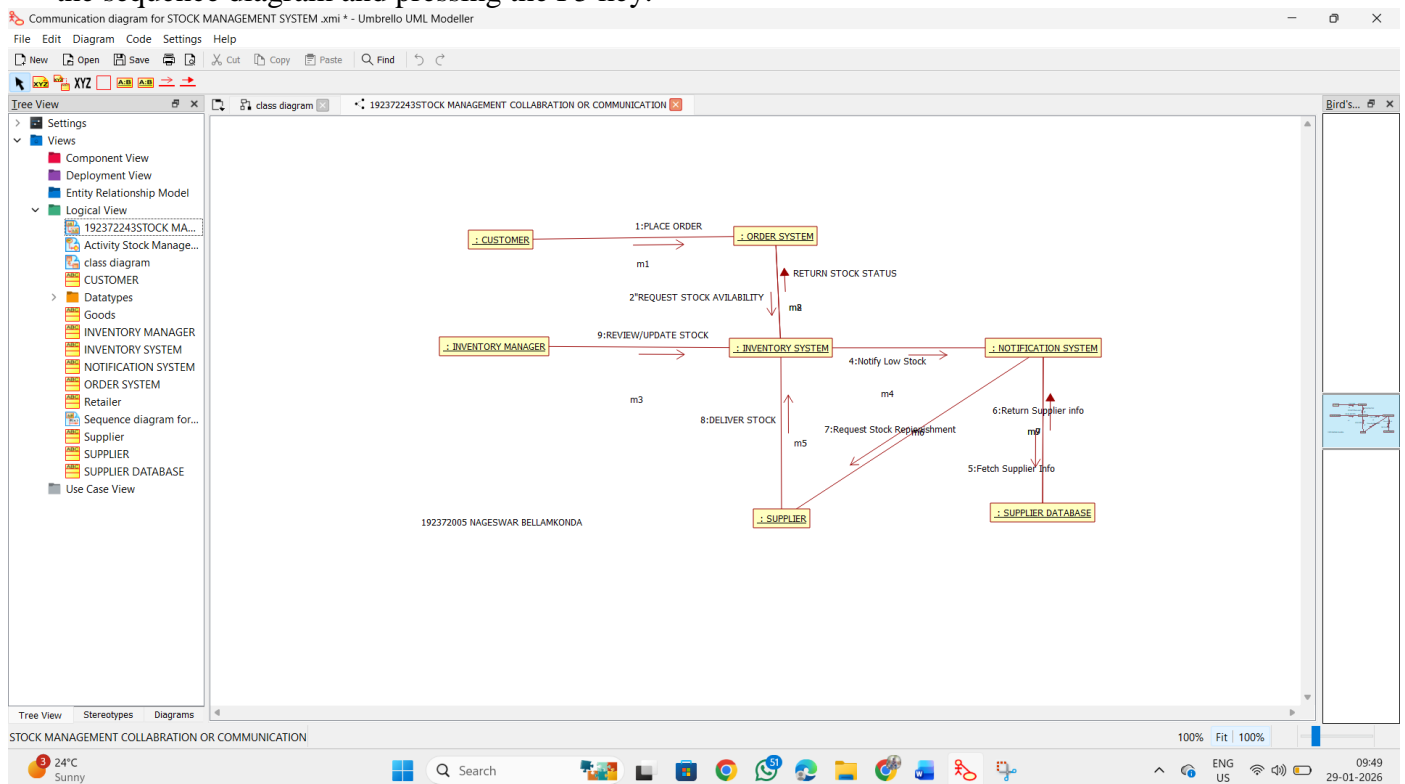 the sequence diagram and pressing the F5 key.
Communication diagram for STOCK MANAGEMENT SYSTEM .xmi * - Umbrello UML Modeller
File Edit Diagram Code Settings Help
New Open Save Cut Copy Paste Find
XYZ XYZ XYZ A:B A:B
Tree View
class diagram
192372243STOCK MANAGEMENT COLLABRATION OR COMMUNICATION
Bird's...
Settings
Views
Component View
Deployment View
Entity Relationship Model
Logical View
192372243STOCK MA...
Activity Stock Manage...
class diagram
CUSTOMER
Datatypes
Goods
INVENTORY MANAGER
INVENTORY SYSTEM
NOTIFICATION SYSTEM
ORDER SYSTEM
Retailer
Sequence diagram for...
Supplier
SUPPLIER
SUPPLIER DATABASE
Use Case View
1:PLACE ORDER
: CUSTOMER
: ORDER SYSTEM
m1
RETURN STOCK STATUS
2"REQUEST STOCK AVILABILITY
9:REVIEW/UPDATE STOCK
: INVENTORY MANAGER
: INVENTORY SYSTEM
: NOTIFICATION SYSTEM
4:Notify Low Stock
m3
m4
6:Return Supplier info
8:DELIVER STOCK
7:Request Stock Replenishment
m6
m5
5:Fetch Supplier Info
: SUPPLIER
: SUPPLIER DATABASE
192372005 NAGESWAR BELLAMKONDA
Tree View Stereotypes Diagrams
STOCK MANAGEMENT COLLABRATION OR COMMUNICATION
100% Fit 100%
3
24°C
Sunny
Search
51
ENG
US
09:49
29-01-2026